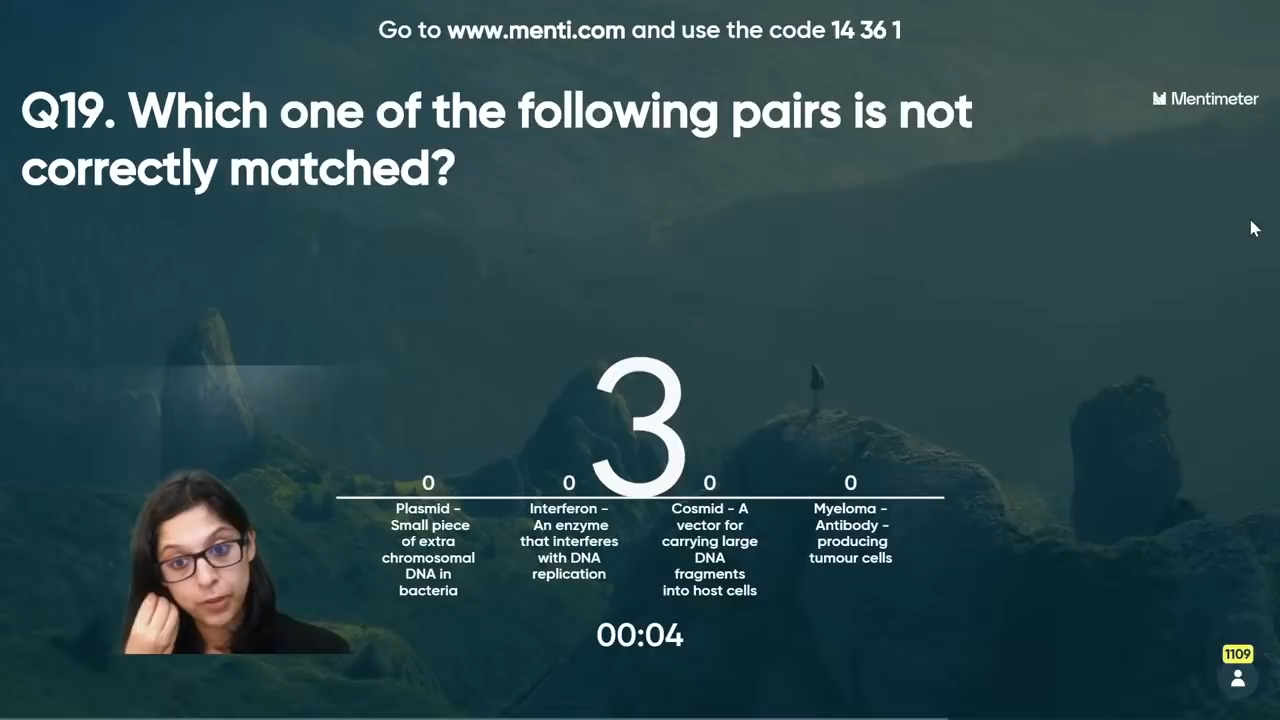 Go to www.menti.com and use the code 14 36 1
Q19. Which one of the following pairs is not
correctly matched?
Mentimeter
3
0
0
0
0
Plasmid -
Small piece
of extra
chromosomal
DNA in
bacteria
Interferon -
An enzyme
that interferes
with DNA
replication
Cosmid - A
vector for
carrying large
DNA
fragments
into host cells
Myeloma -
Antibody -
producing
tumour cells
00:04
1109